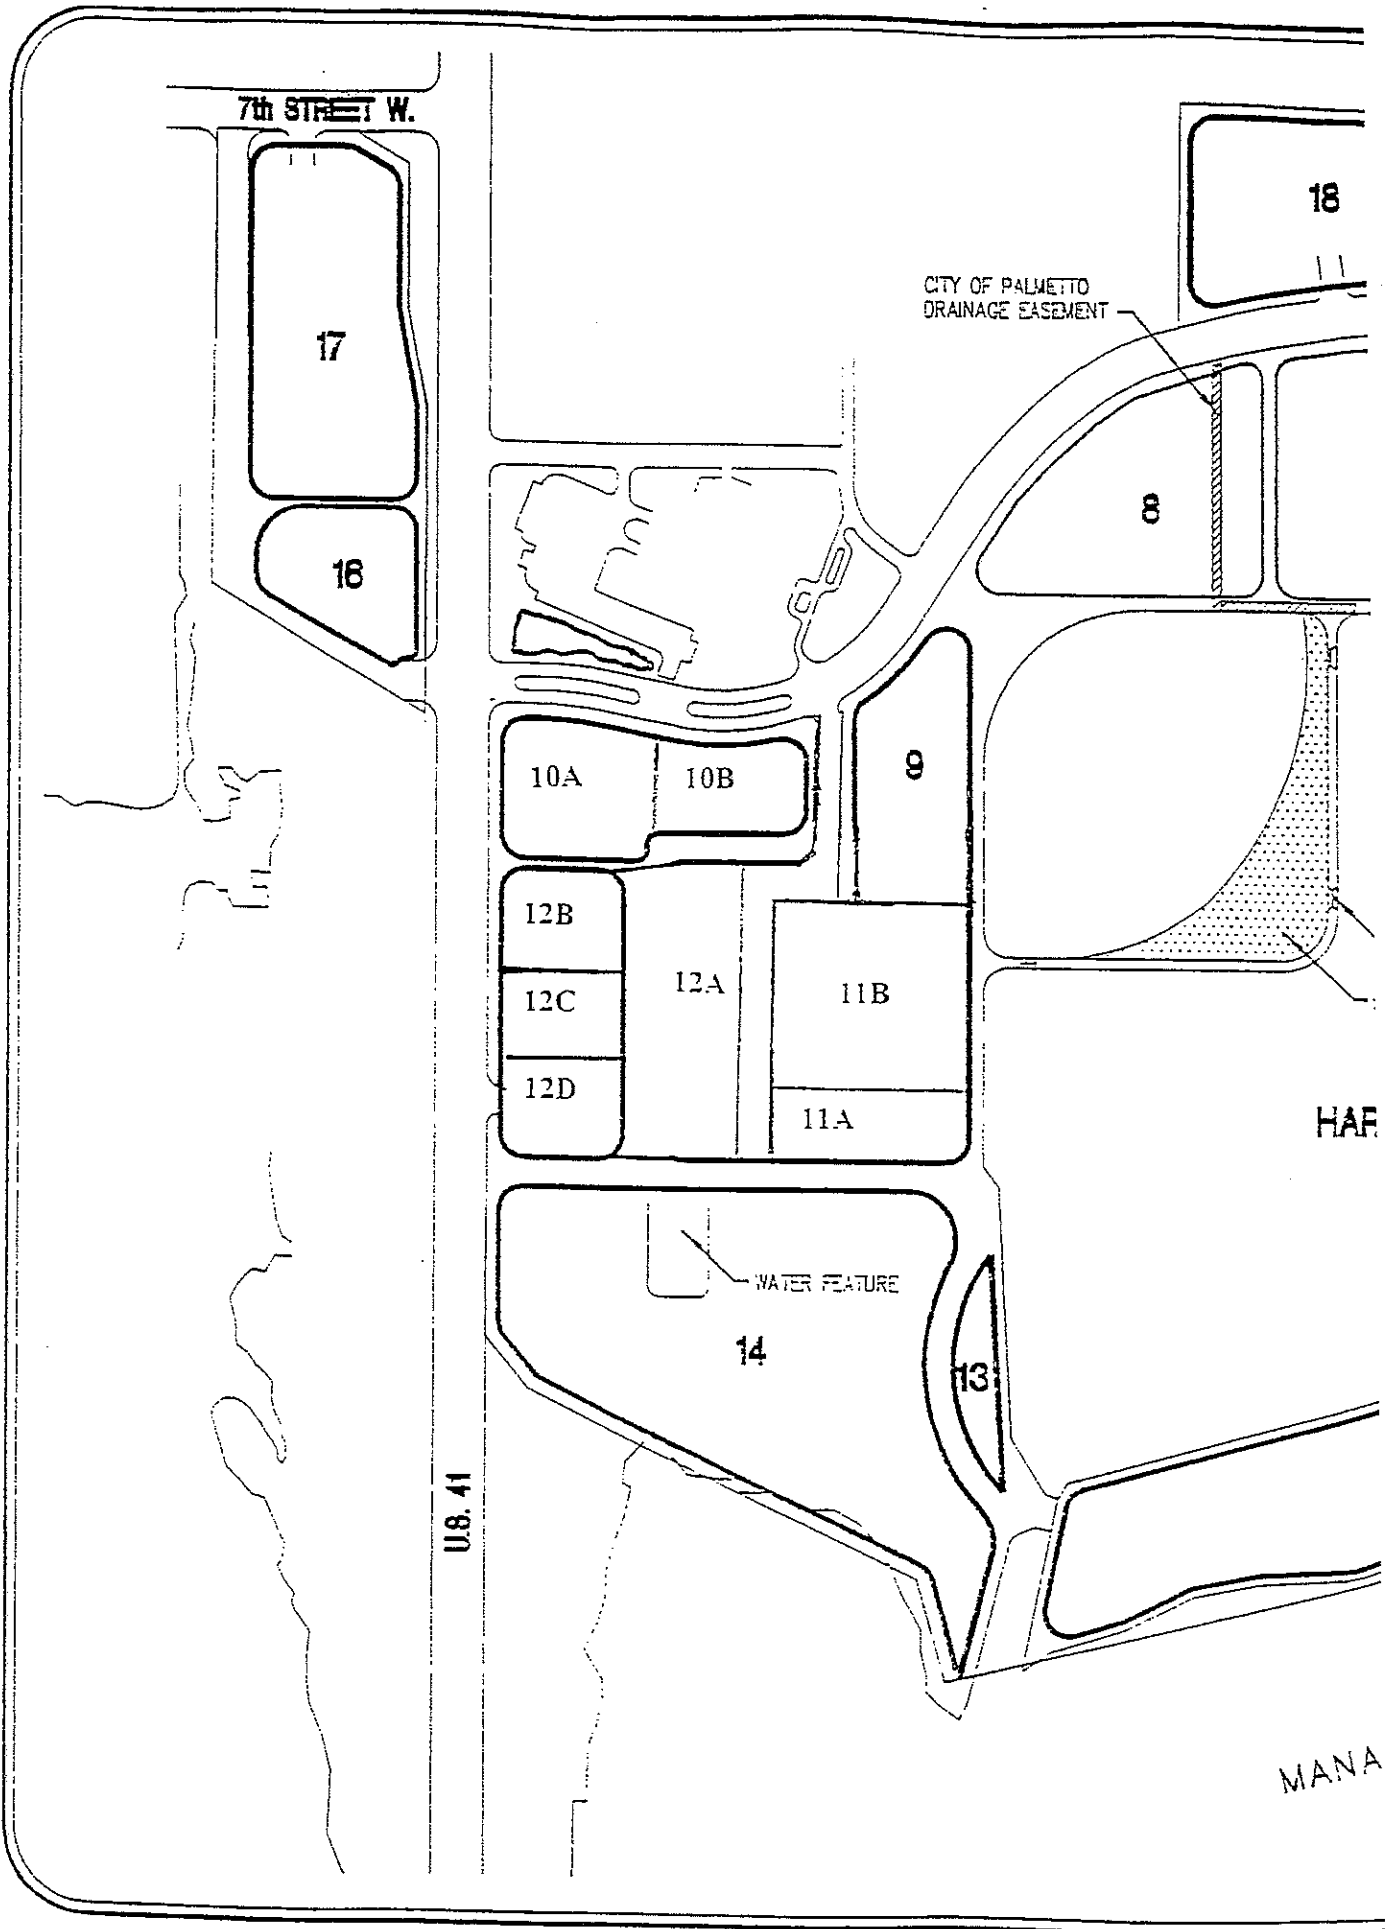 7th STREET W.
18
CITY OF PALMETTO
DRAINAGE EASEMENT
17
8
16
10A
10B
9
12B
12A
12C
11B
12D
11A
HAR
WATER FEATURE
14
13
U.S. 41
MANA